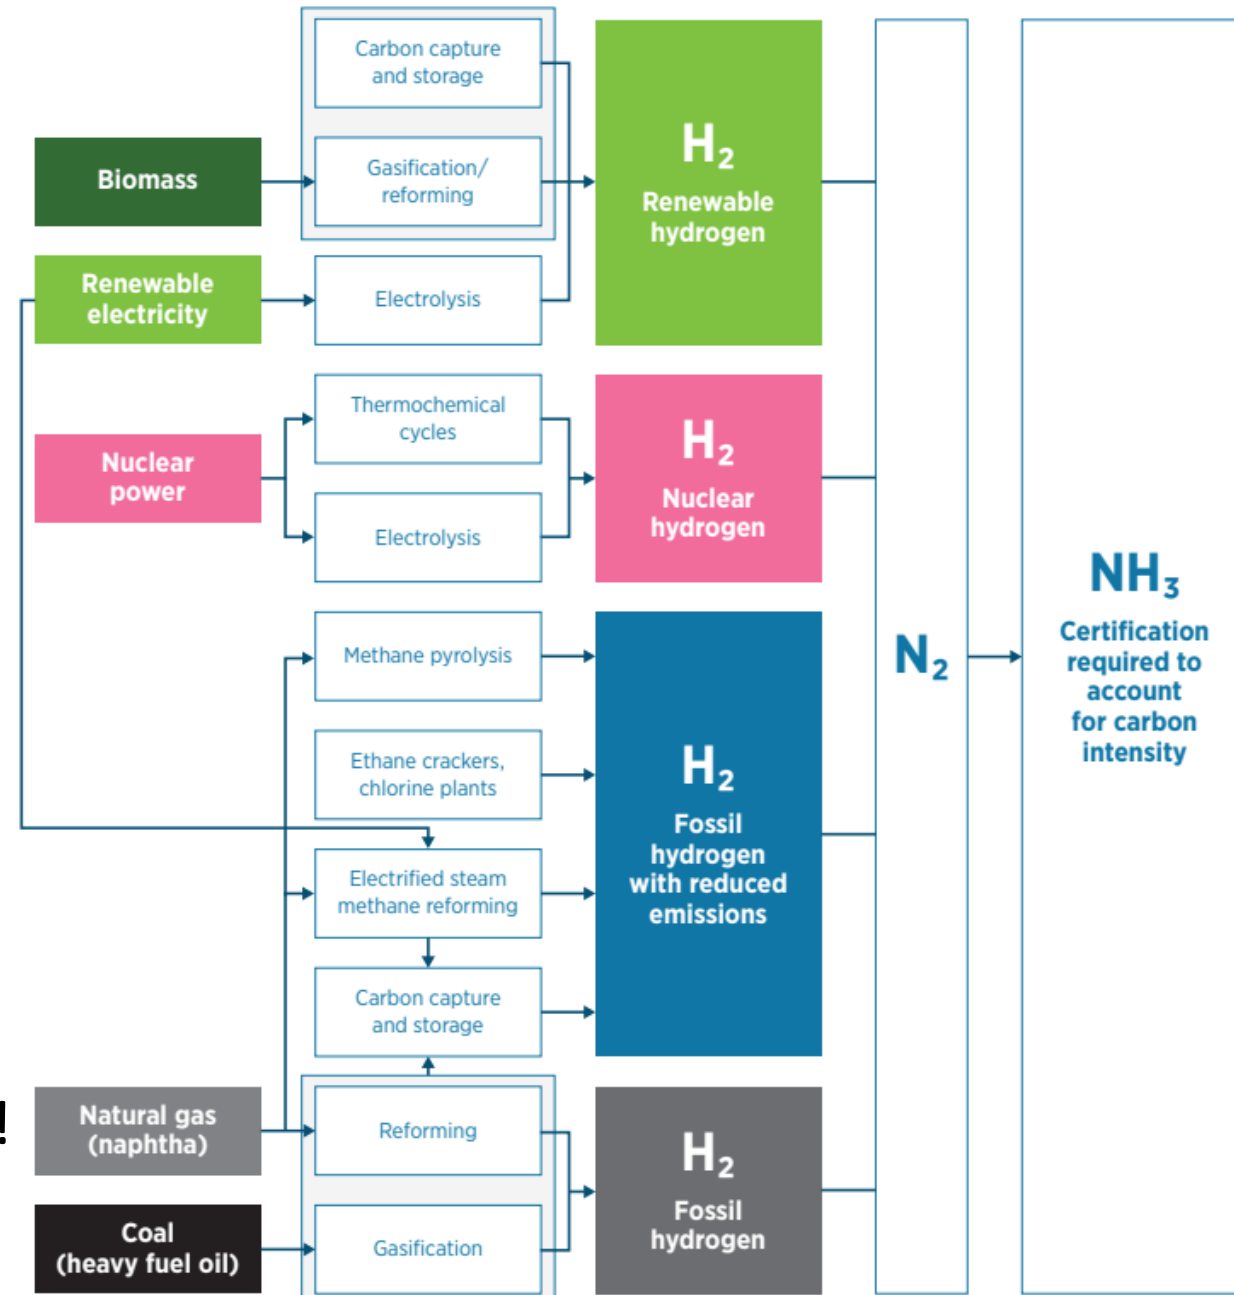 Carbon capture
and storage
Biomass
Gasification/
reforming
H₂
Renewable
hydrogen
Renewable
electricity
Electrolysis
Thermochemical
cycles
Nuclear
power
Electrolysis
H₂
Nuclear
hydrogen
Methane pyrolysis
Ethane crackers,
chlorine plants
Electrified steam
methane reforming
Carbon capture
and storage
H₂
Fossil
hydrogen
with reduced
emissions
!
Natural gas
(naphtha)
Reforming
Coal
(heavy fuel oil)
Gasification
H₂
Fossil
hydrogen
N₂
NH₃
Certification
required to
account
for carbon
intensity